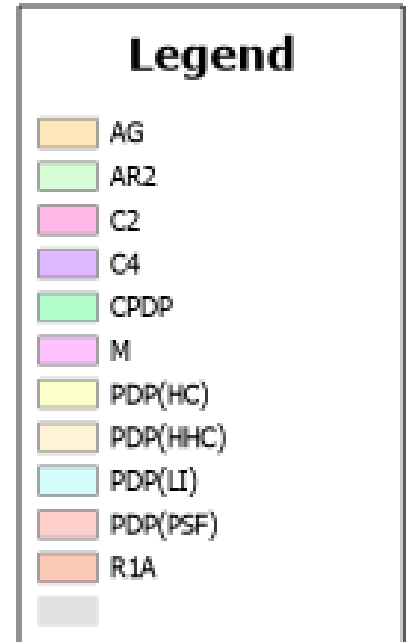 Legend
AG
AR2
C2
C4
CPDP
M
PDP(HC)
PDP(HHC)
PDP(LI)
PDP(PSF)
R1A